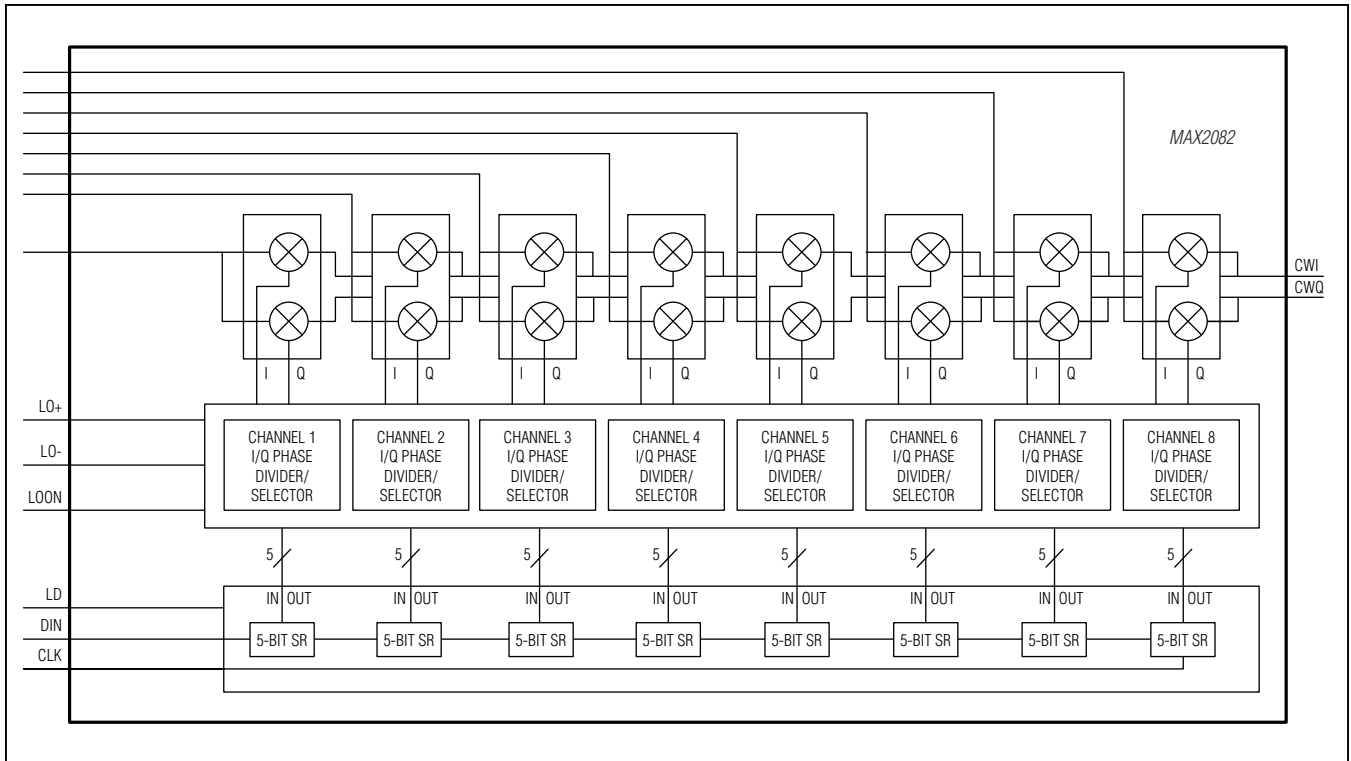 MAX2082
CWI
CWQ
I Q I Q I Q I Q I Q I Q I Q I Q
LO+
LO-
LOON
CHANNEL 1
I/Q PHASE
DIVIDER/
SELECTOR
CHANNEL 2
I/Q PHASE
DIVIDER/
SELECTOR
CHANNEL 3
I/Q PHASE
DIVIDER/
SELECTOR
CHANNEL 4
I/Q PHASE
DIVIDER/
SELECTOR
CHANNEL 5
I/Q PHASE
DIVIDER/
SELECTOR
CHANNEL 6
I/Q PHASE
DIVIDER/
SELECTOR
CHANNEL 7
I/Q PHASE
DIVIDER/
SELECTOR
CHANNEL 8
I/Q PHASE
DIVIDER/
SELECTOR
5 5 5 5 5 5 5 5
LD
IN OUT IN OUT IN OUT IN OUT IN OUT IN OUT IN OUT IN OUT
DIN
5-BIT SR 5-BIT SR 5-BIT SR 5-BIT SR 5-BIT SR 5-BIT SR 5-BIT SR 5-BIT SR
CLK